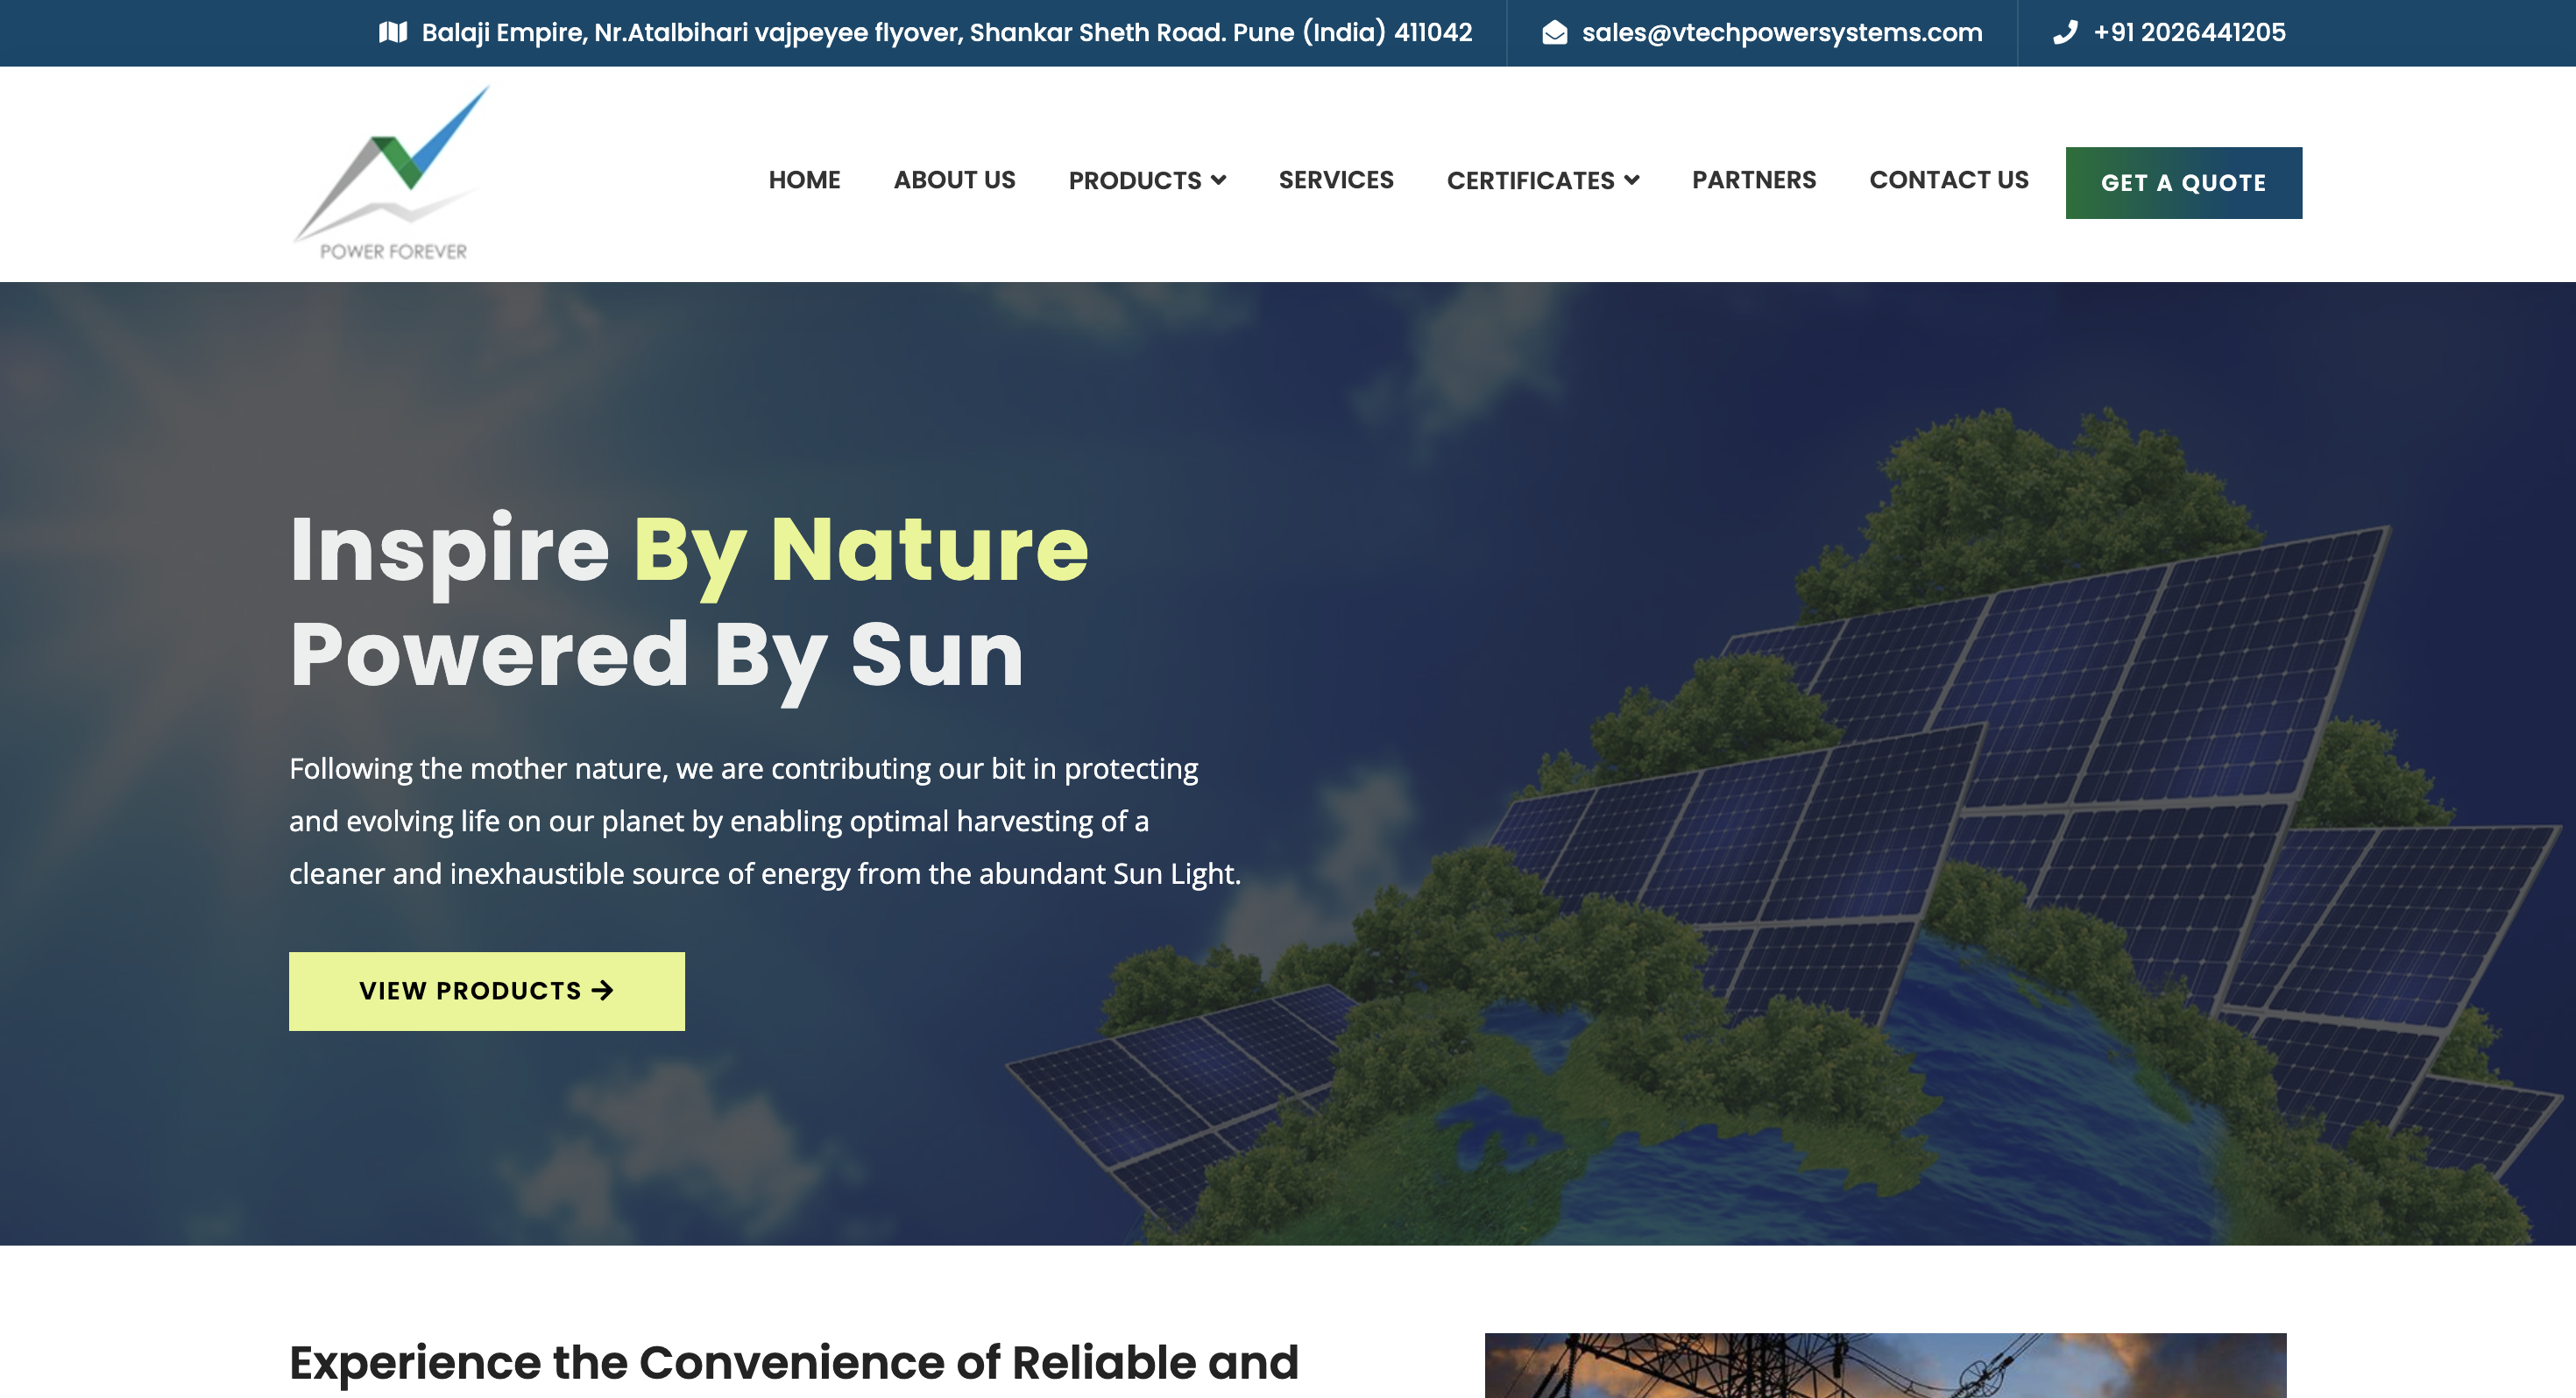 Balaji Empire, Nr.Atalbihari vajpeyee flyover, Shankar Sheth Road. Pune (India) 411042
sales@vtechpowersystems.com
+91 2026441205
POWER FOREVER
HOME
ABOUT US
PRODUCTS
SERVICES
CERTIFICATES
PARTNERS
CONTACT US
GET A QUOTE
Inspire By Nature
Powered By Sun
Following the mother nature, we are contributing our bit in protecting
and evolving life on our planet by enabling optimal harvesting of a
cleaner and inexhaustible source of energy from the abundant Sun Light.
VIEW PRODUCTS
Experience the Convenience of Reliable and